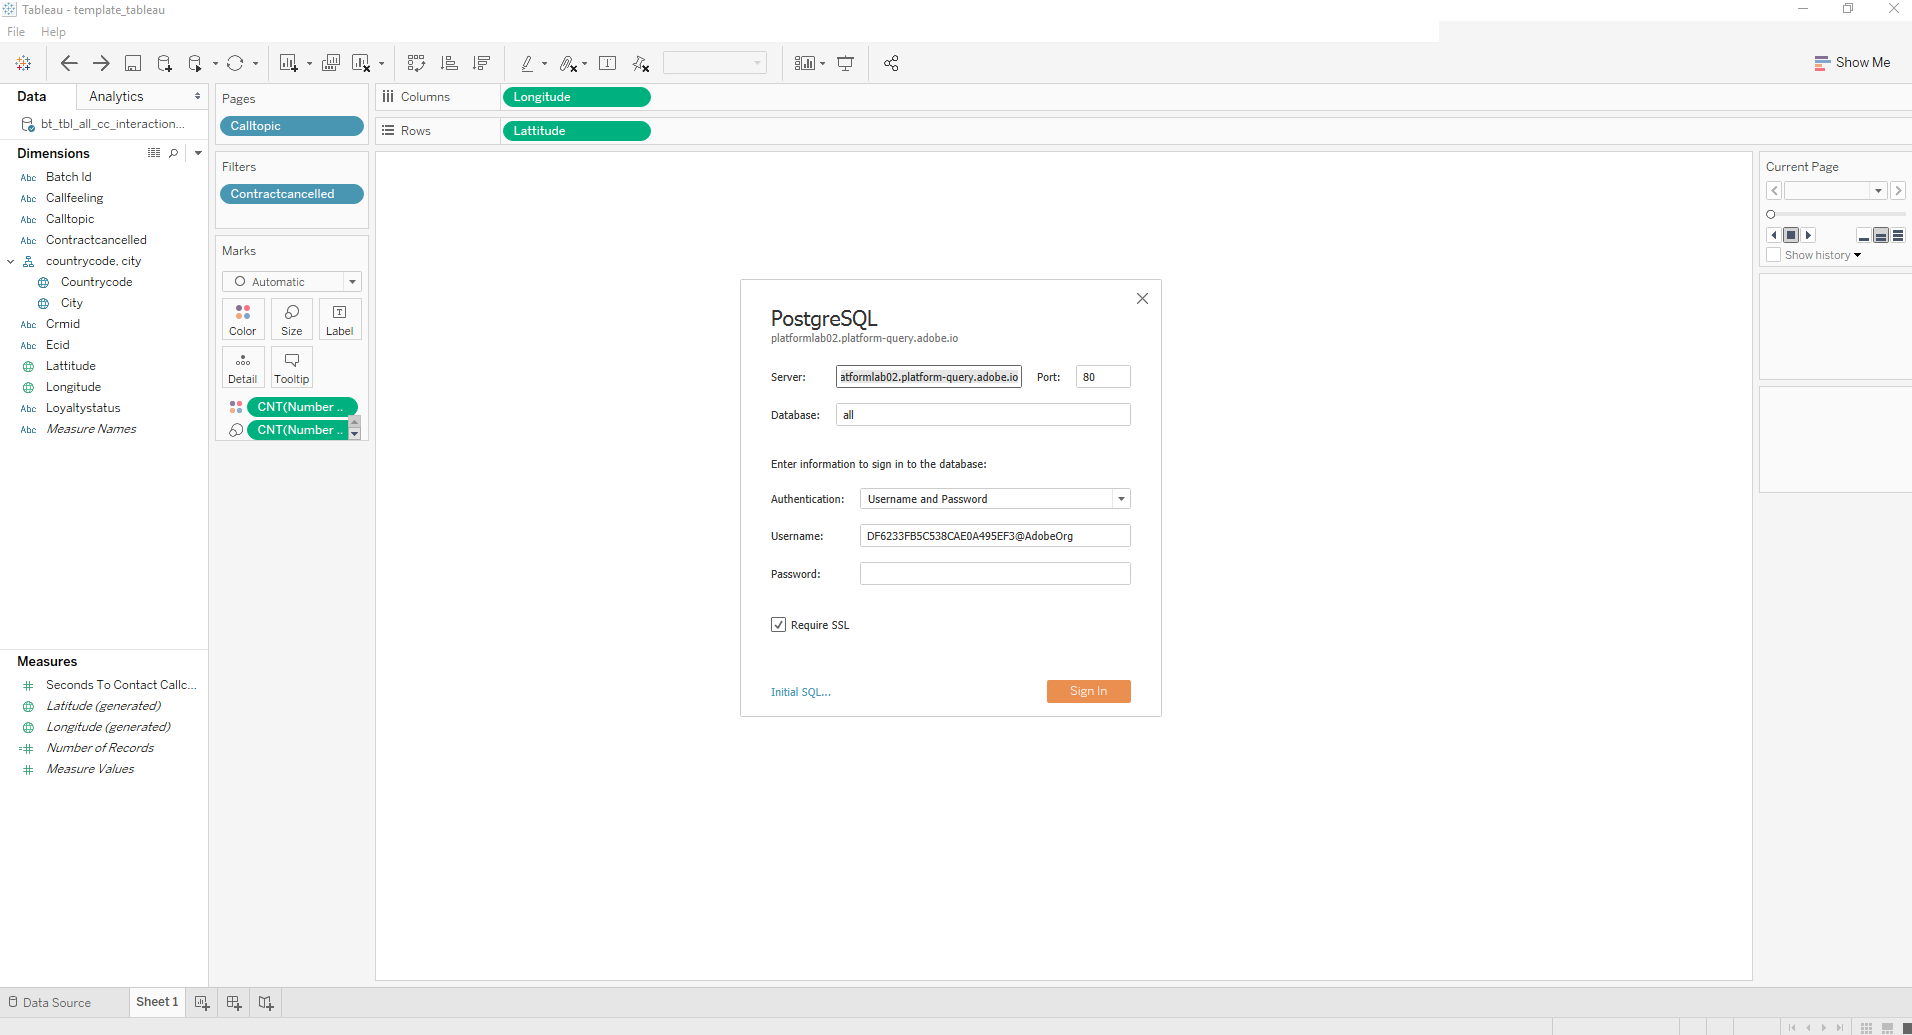 Tableau - template_tableau
File Help
Show Me
Data Analytics
bt_tbl_all_cc_interaction...
Dimensions
Abc Batch Id
Abc Callfeeling
Abc Calltopic
Abc Contractcancelled
countrycode, city
Countrycode
City
Abc Crmid
Abc Ecid
Lattitude
Longitude
Abc Loyaltystatus
Abc Measure Names
Measures
Seconds To Contact Callc...
Latitude (generated)
Longitude (generated)
Number of Records
Measure Values
Pages
Calltopic
Filters
Contractcancelled
Marks
Automatic
Color Size Label
Detail Tooltip
CNT(Number ..
CNT(Number ..
Columns Longitude
Rows Lattitude
PostgreSQL
platformlab02.platform-query.adobe.io
Server: atformlab02.platform-query.adobe.io Port: 80
Database: all
Enter information to sign in to the database:
Authentication: Username and Password
Username: DF6233FB5C538CAE0A495EF3@AdobeOrg
Password:
Require SSL
Initial SQL... Sign In
Current Page
Show history
Data Source Sheet 1